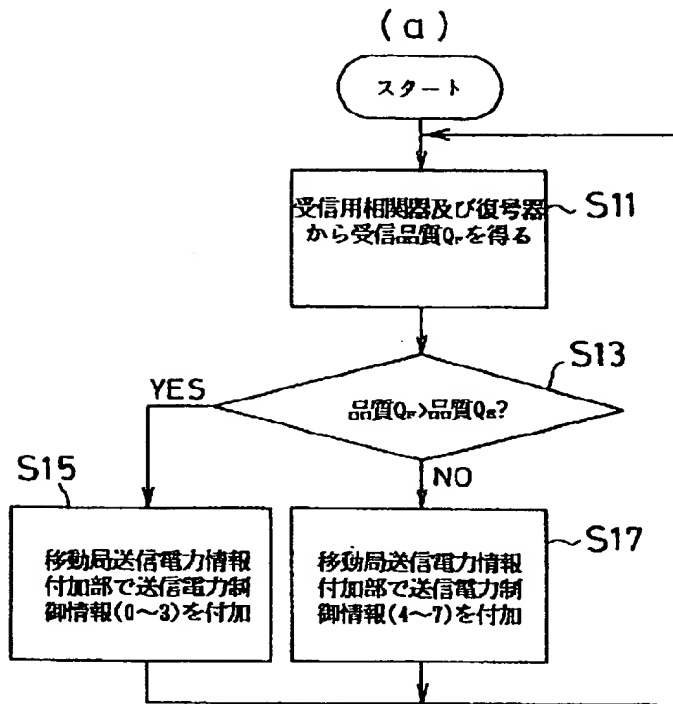 (a)
スタート
受信用相関器及び復号器
から受信品質Qrを得る
S11
S13
YES
品質Qr>品質Qs?
NO
S15
移動局送信電力情報
付加部で送信電力制
御情報(0〜3)を付加
移動局送信電力情報
付加部で送信電力制
御情報(4〜7)を付加
S17